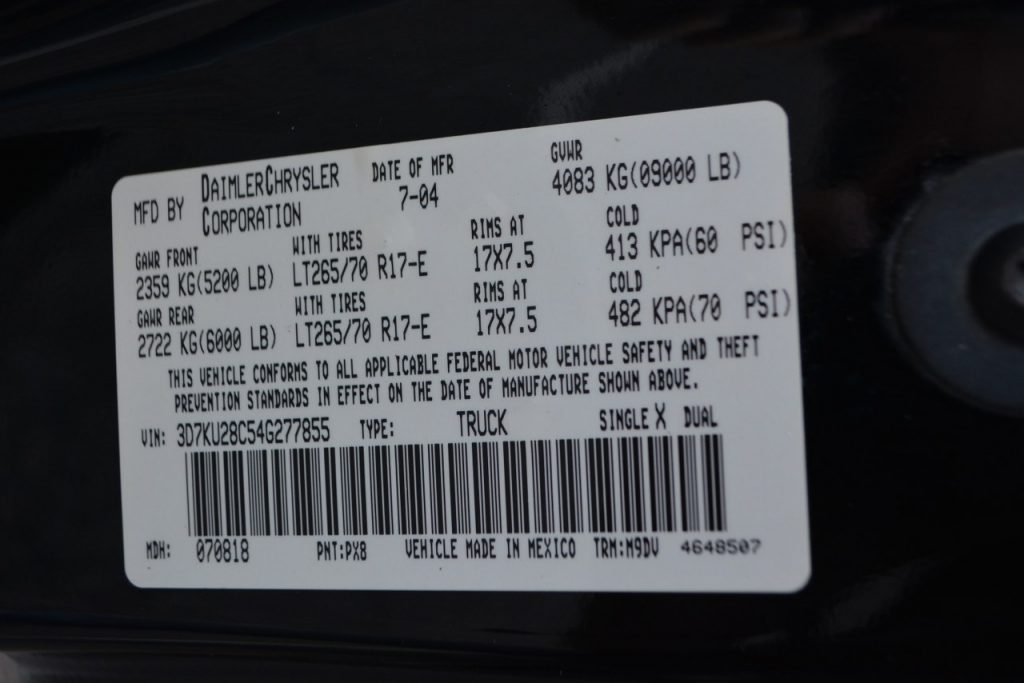 MFD BY DAIMLERCHRYSLER CORPORATION DATE OF MFR 7-04 GVWR 4083 KG(09000 LB)
GAWR FRONT WITH TIRES RIMS AT COLD
2359 KG(5200 LB) LT265/70 R17-E 17X7.5 413 KPA(60 PSI)
GAWR REAR WITH TIRES RIMS AT COLD
2722 KG(6000 LB) LT265/70 R17-E 17X7.5 482 KPA(70 PSI)
THIS VEHICLE CONFORMS TO ALL APPLICABLE FEDERAL MOTOR VEHICLE SAFETY AND THEFT
PREVENTION STANDARDS IN EFFECT ON THE DATE OF MANUFACTURE SHOWN ABOVE.
VIN: 3D7KU28C54G277855 TYPE: TRUCK SINGLE X DUAL
MDH: 070818 PNT:PX8 VEHICLE MADE IN MEXICO TRM:M9DV 4648507